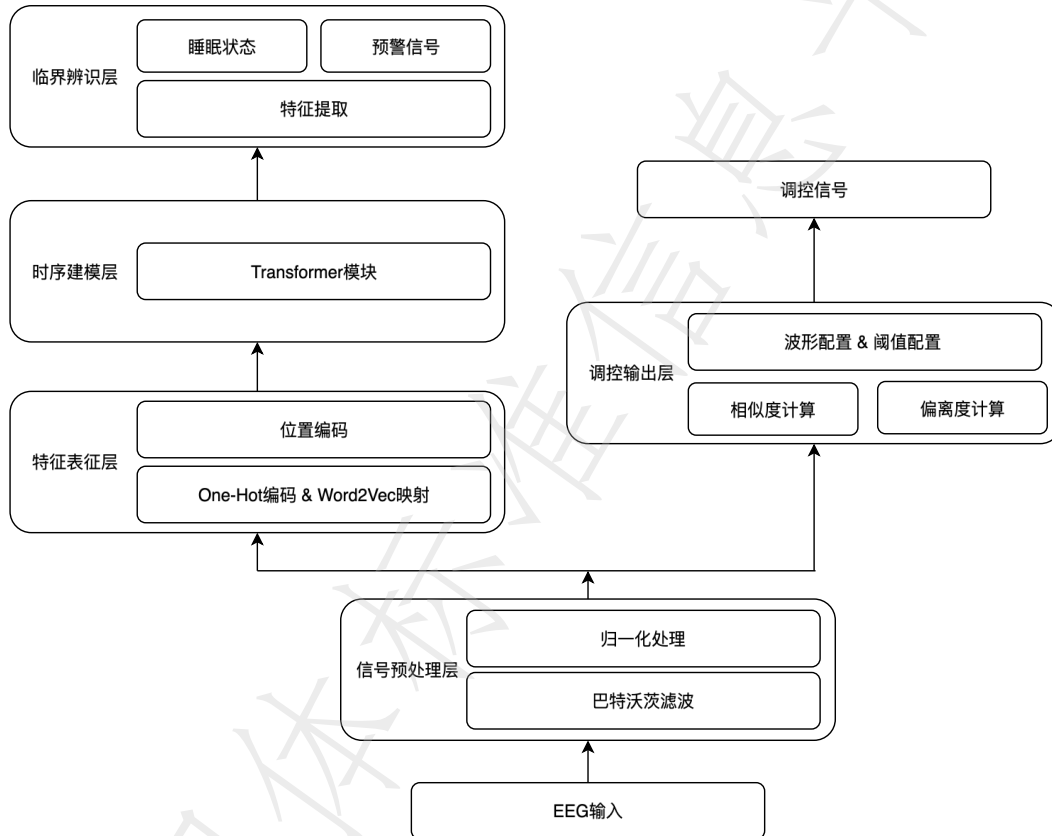 睡眠状态
预警信号
临界辨识层
特征提取
调控信号
时序建模层
Transformer模块
波形配置 & 阈值配置
调控输出层
相似度计算
偏离度计算
位置编码
特征表征层
One-Hot编码 & Word2Vec映射
归一化处理
信号预处理层
巴特沃茨滤波
EEG输入
体标准信息